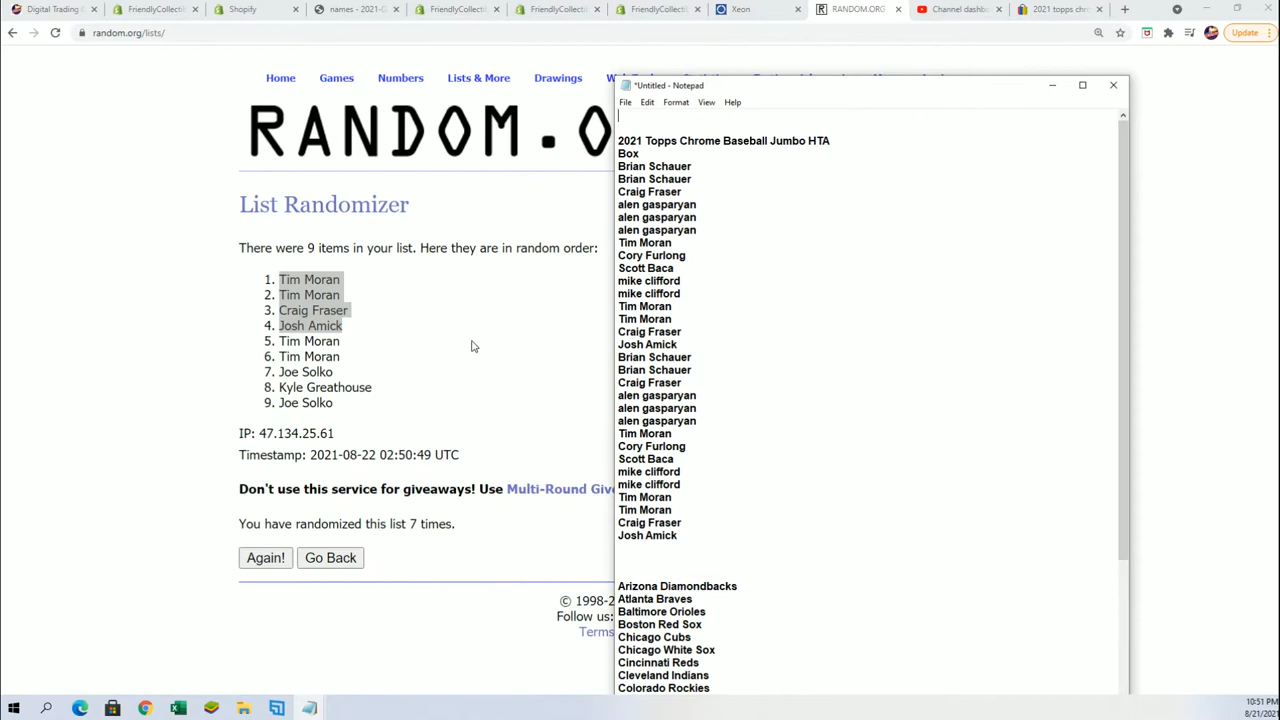 Digital Trading C
FriendlyCollectib
Shopify
names - 2021-0
FriendlyCollectib
FriendlyCollectib
FriendlyCollectib
Xeon
RANDOM.ORG
Channel dashbo
2021 topps chro
random.org/lists/
Update
Home
Games
Numbers
Lists & More
Drawings
RANDOM.O
List Randomizer
There were 9 items in your list. Here they are in random order:
1. Tim Moran
2. Tim Moran
3. Craig Fraser
4. Josh Amick
5. Tim Moran
6. Tim Moran
7. Joe Solko
8. Kyle Greathouse
9. Joe Solko
IP: 47.134.25.61
Timestamp: 2021-08-22 02:50:49 UTC
Don't use this service for giveaways! Use Multi-Round Give
You have randomized this list 7 times.
Again!
Go Back
© 1998-2
Follow us:
Terms
*Untitled - Notepad
File
Edit
Format
View
Help
2021 Topps Chrome Baseball Jumbo HTA
Box
Brian Schauer
Brian Schauer
Craig Fraser
alen gasparyan
alen gasparyan
alen gasparyan
Tim Moran
Cory Furlong
Scott Baca
mike clifford
mike clifford
Tim Moran
Tim Moran
Craig Fraser
Josh Amick
Brian Schauer
Brian Schauer
Craig Fraser
alen gasparyan
alen gasparyan
alen gasparyan
Tim Moran
Cory Furlong
Scott Baca
mike clifford
mike clifford
Tim Moran
Tim Moran
Craig Fraser
Josh Amick
Arizona Diamondbacks
Atlanta Braves
Baltimore Orioles
Boston Red Sox
Chicago Cubs
Chicago White Sox
Cincinnati Reds
Cleveland Indians
Colorado Rockies
10:51 PM
8/21/2021